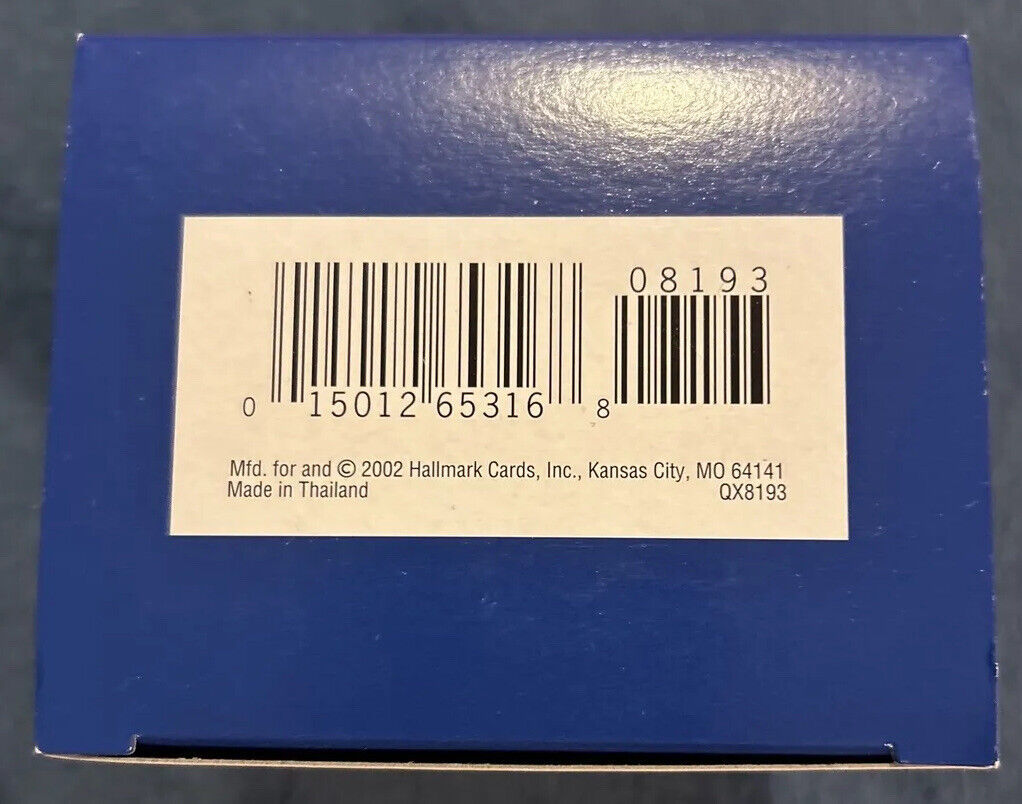 08193
0 15012 65316 8
Mfd. for and © 2002 Hallmark Cards, Inc., Kansas City, MO 64141
Made in Thailand QX8193